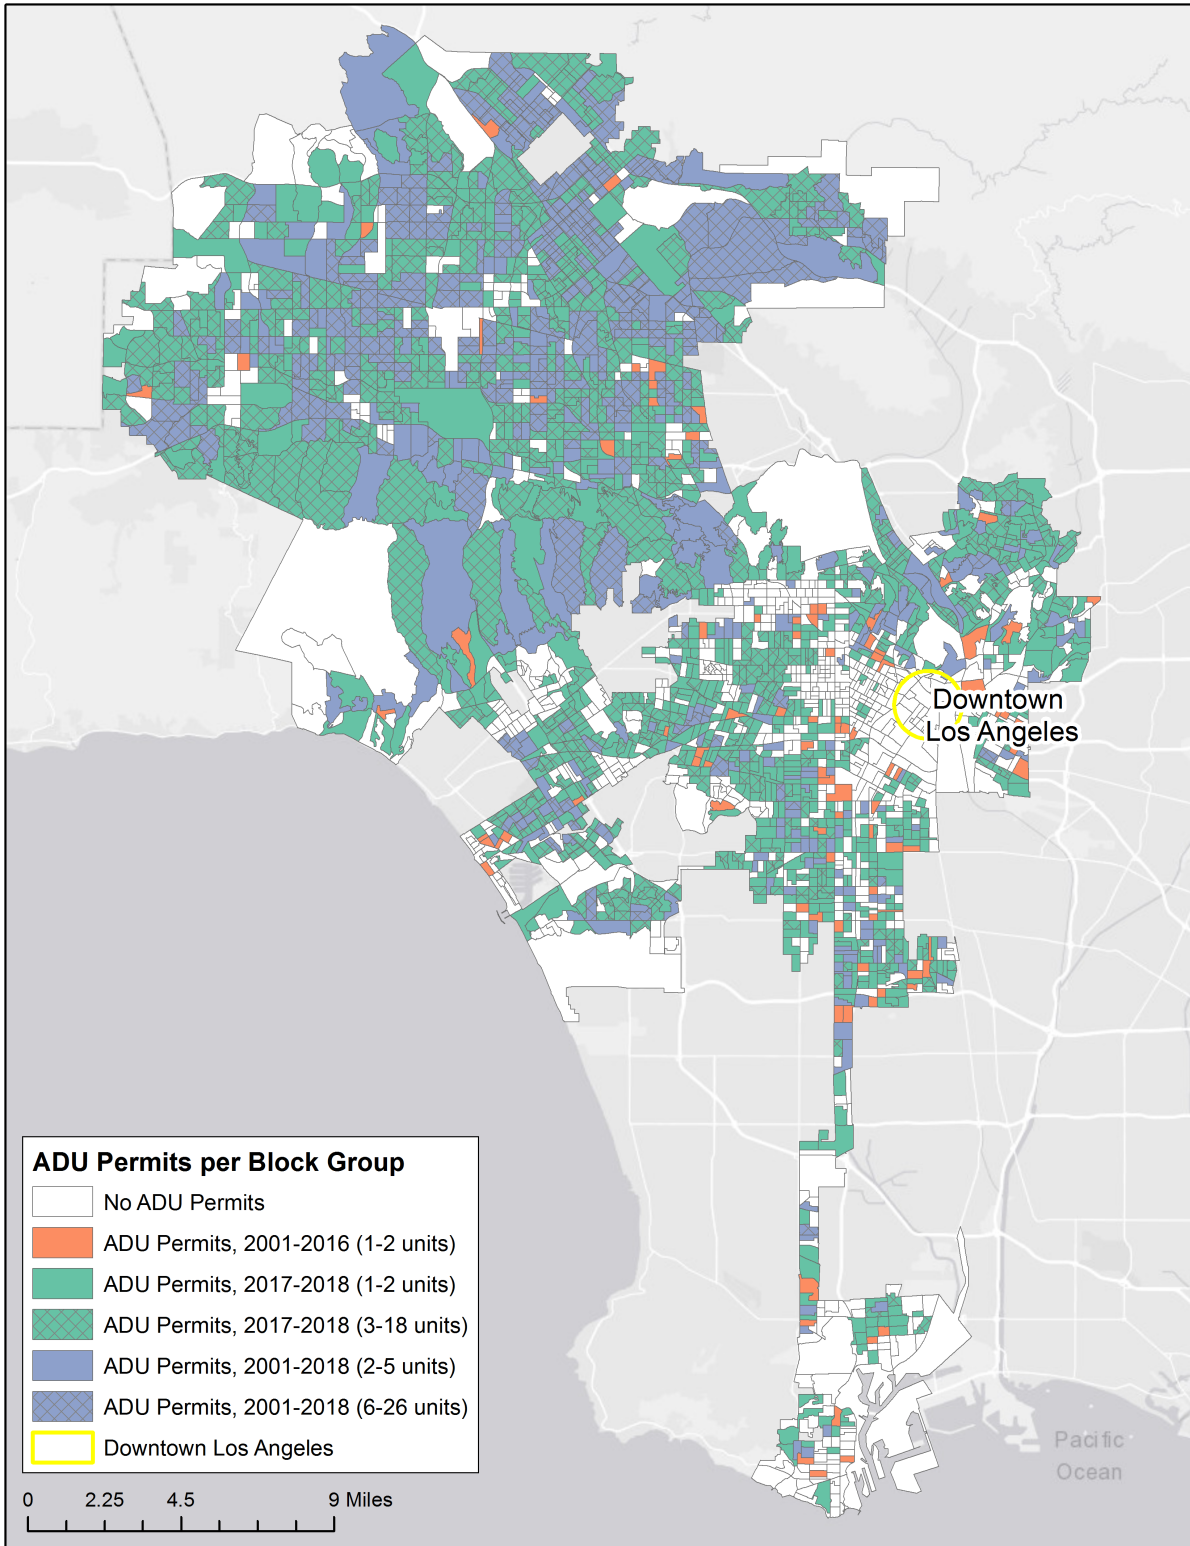 Downtown
Los Angeles
ADU Permits per Block Group
No ADU Permits
ADU Permits, 2001-2016 (1-2 units)
ADU Permits, 2017-2018 (1-2 units)
ADU Permits, 2017-2018 (3-18 units)
ADU Permits, 2001-2018 (2-5 units)
ADU Permits, 2001-2018 (6-26 units)
Downtown Los Angeles
Pacific
Ocean
0 2.25 4.5 9 Miles